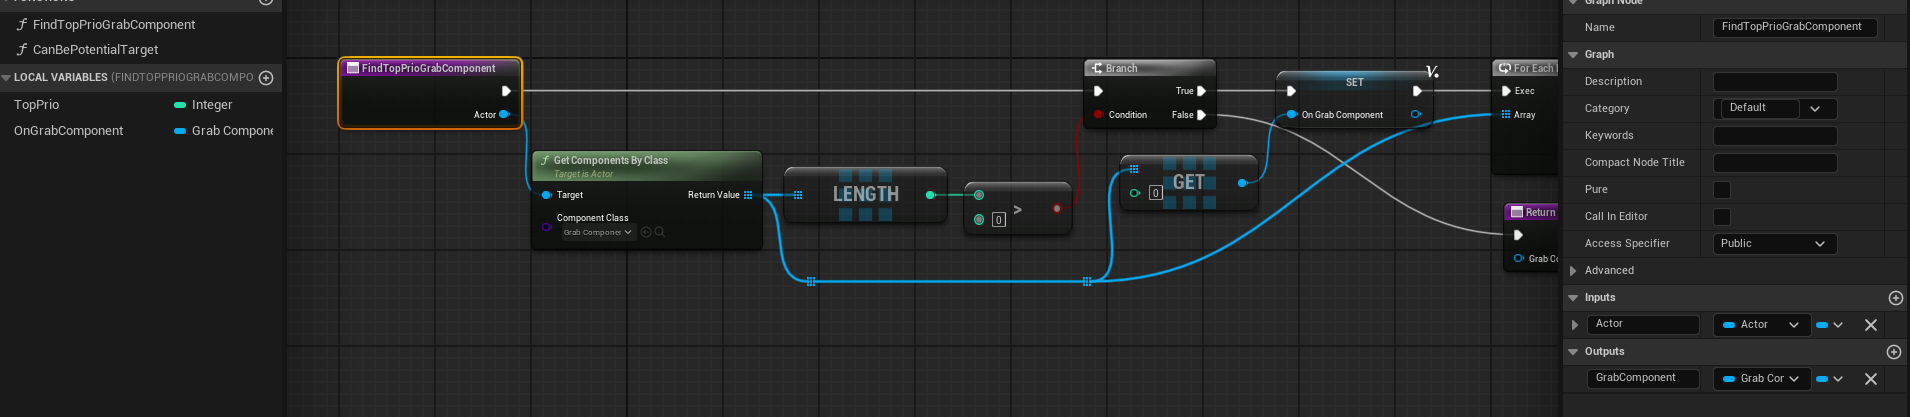 FUNCTIONS
FindTopPrioGrabComponent
CanBePotentialTarget
LOCAL VARIABLES (FINDTOPPRIOGRABCOMPO
TopPrio Integer
OnGrabComponent Grab Compone
FindTopPrioGrabComponent
Actor
Get Components By Class
Target is Actor
Target Return Value
Component Class
Grab Componer
LENGTH
>
0
Branch
True
Condition False
GET
0
SET
On Grab Component
V.
For Each
Exec
Array
Return
Grab Co
Graph Node
Name FindTopPrioGrabComponent
Graph
Description
Category Default
Keywords
Compact Node Title
Pure
Call In Editor
Access Specifier Public
Advanced
Inputs
Actor Actor
Outputs
GrabComponent Grab Cor